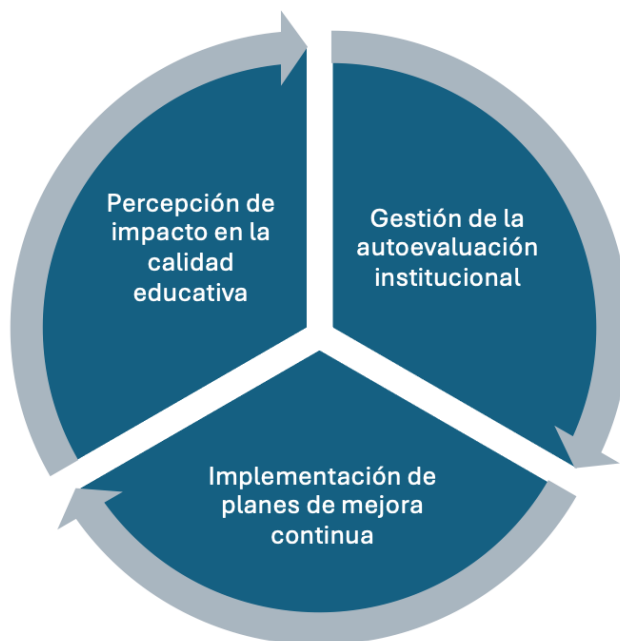 Percepción de
impacto en la
calidad
educativa
Gestión de la
autoevaluación
institucional
Implementación de
planes de mejora
continua